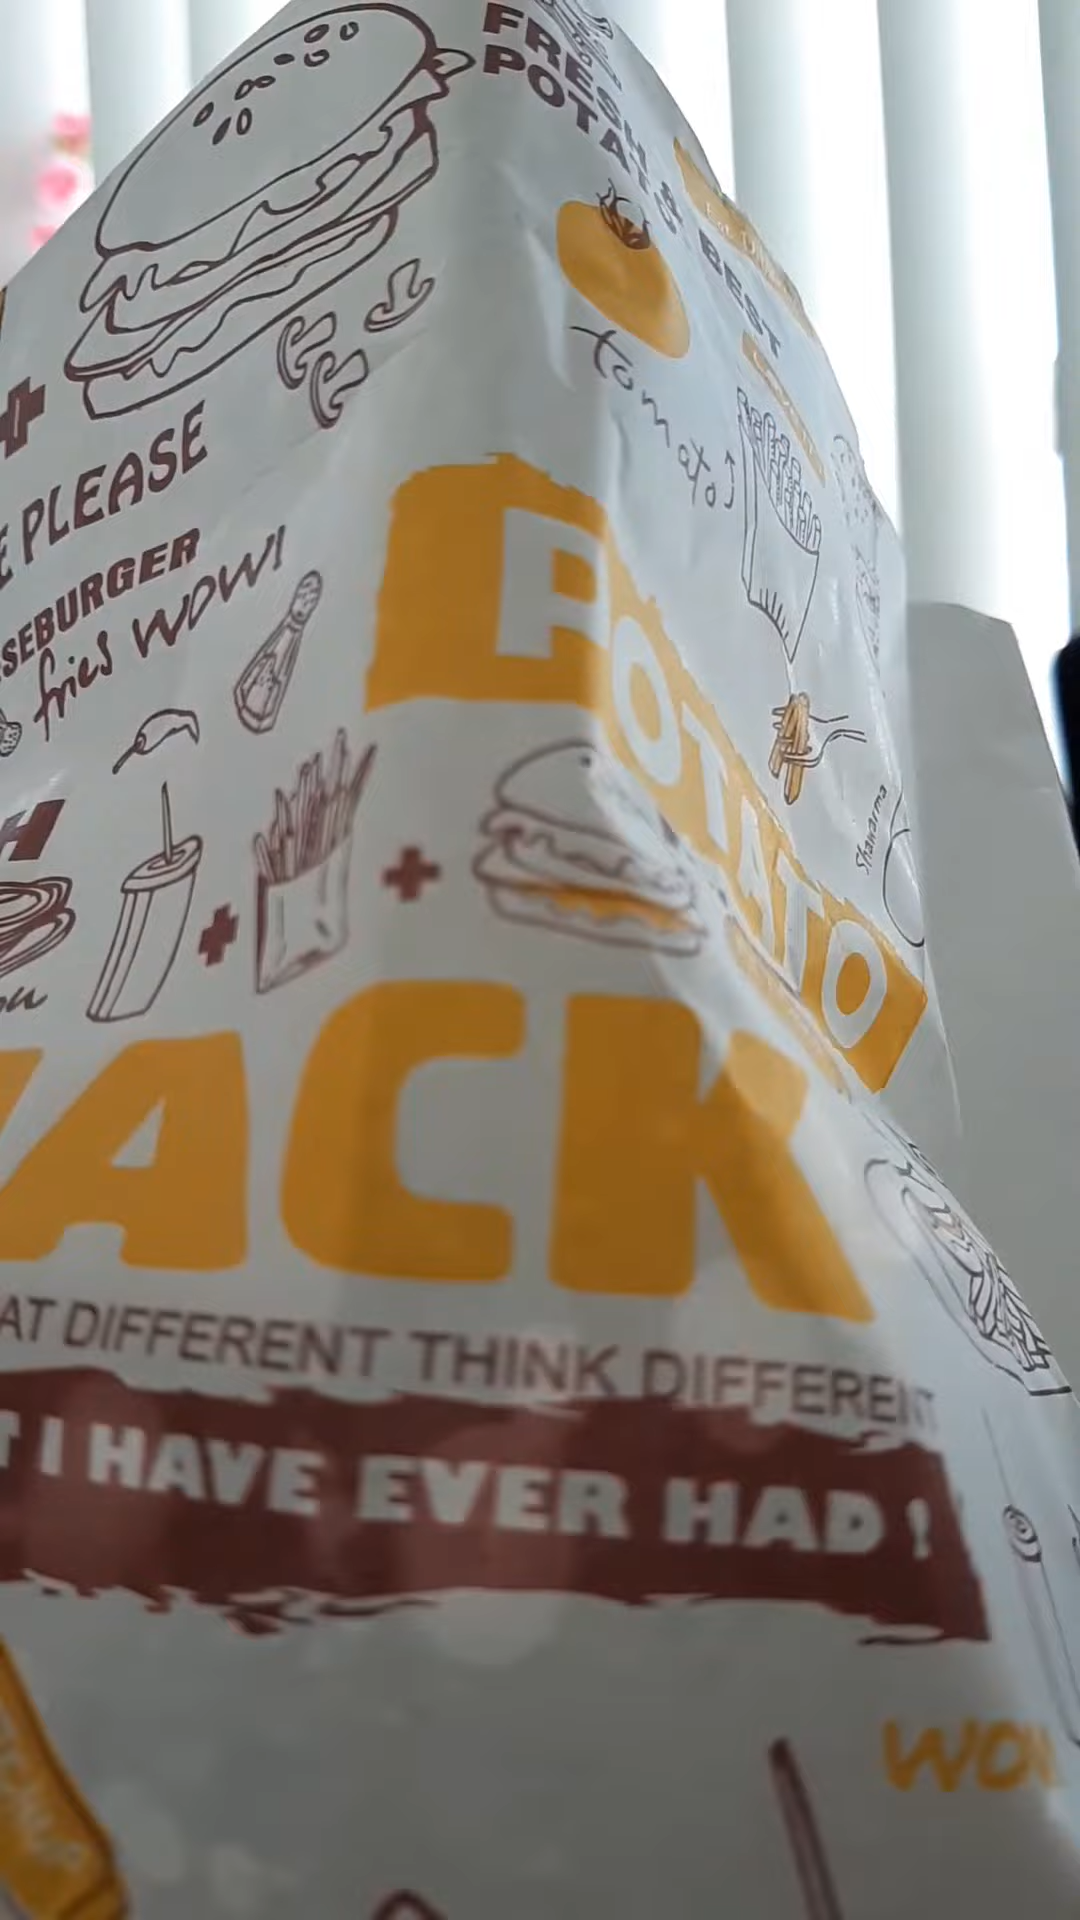 FRESH &
POTATO
BEST
tomato
E PLEASE
SEBURGER
fries WOW!
POTATO
Shawarma
H
ACK
AT DIFFERENT THINK DIFFERENT
T I HAVE EVER HAD !
WOW